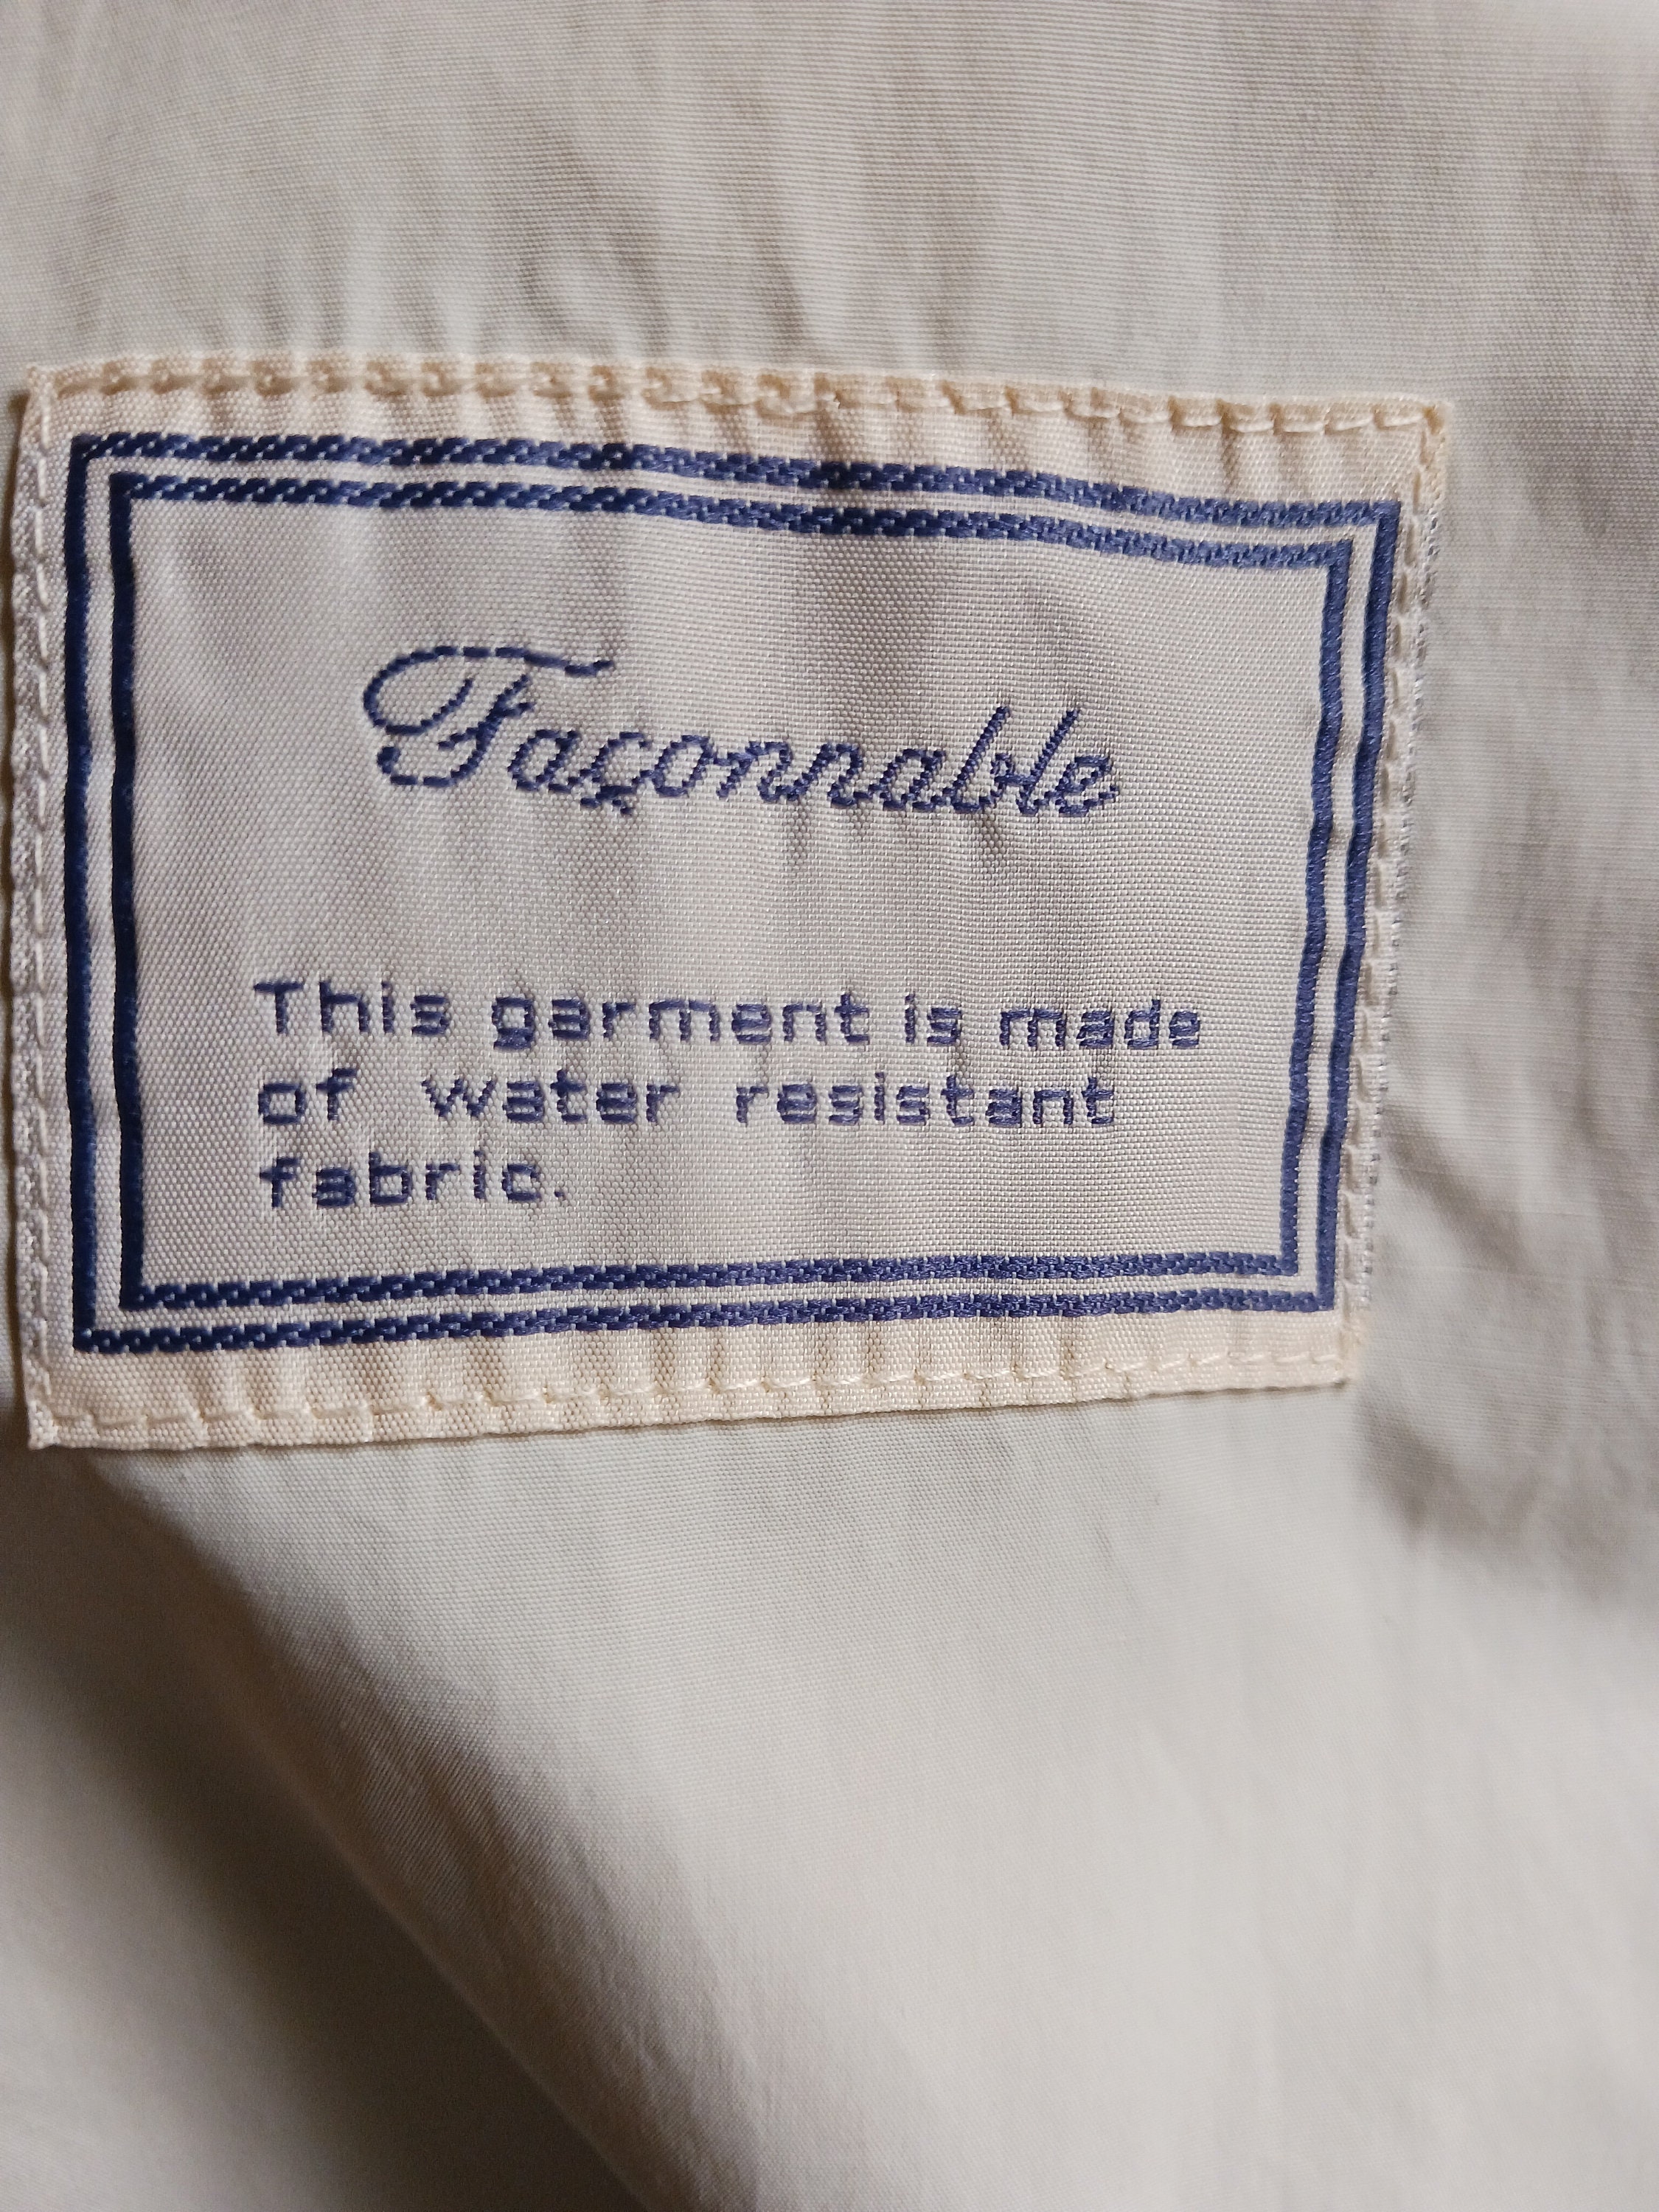 Façonnable
This garment is made
of water resistant
fabric.